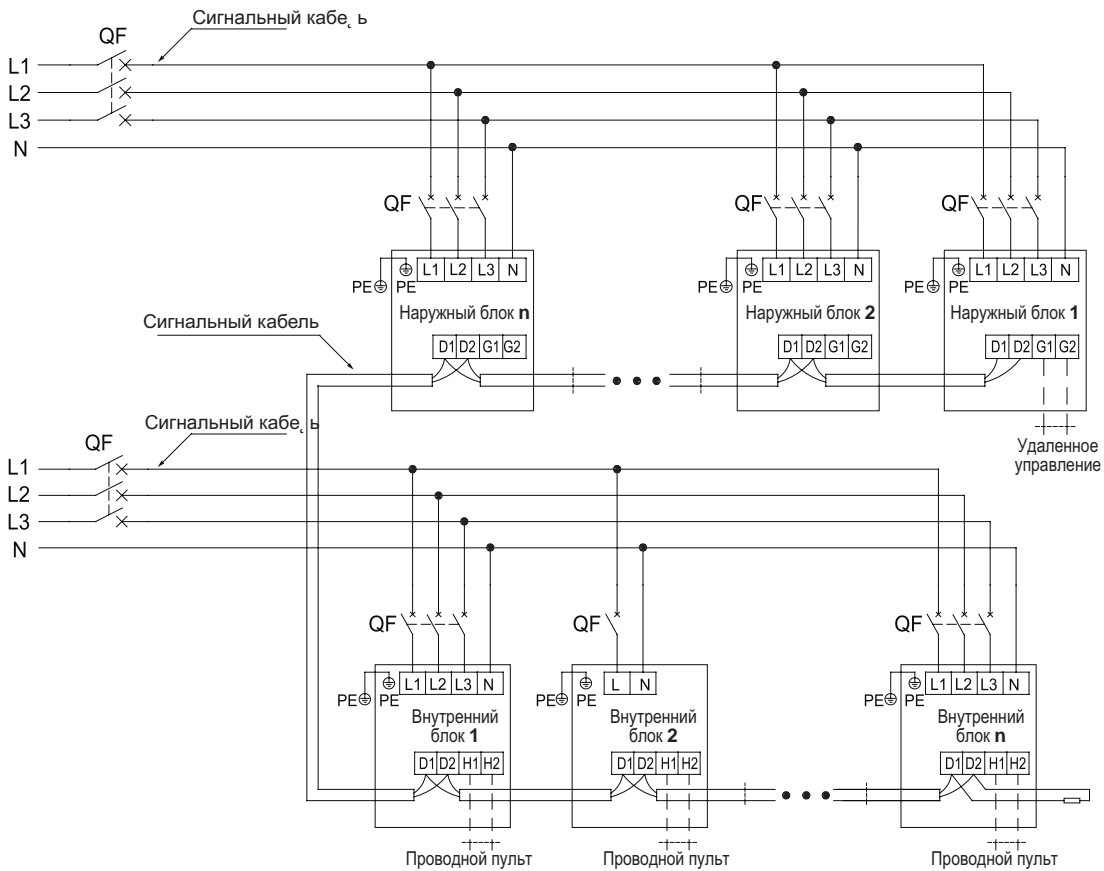 Сигнальный кабе˛ ь
QF
L1
L2
L3
N
QF QF QF
L1 L2 L3 N L1 L2 L3 N L1 L2 L3 N
PE PE PE PE PE PE
Наружный блок n Наружный блок 2 Наружный блок 1
Сигнальный кабель
D1 D2 G1 G2 D1 D2 G1 G2 D1 D2 G1 G2
Сигнальный кабе˛ ь
Удаленное
управление
QF
L1
L2
L3
N
QF QF QF
L1 L2 L3 N L N L1 L2 L3 N
PE PE PE PE PE PE
Внутренний Внутренний Внутренний
блок 1 блок 2 блок n
D1 D2 H1 H2 D1 D2 H1 H2 D1 D2 H1 H2
Проводной пульт Проводной пульт Проводной пульт